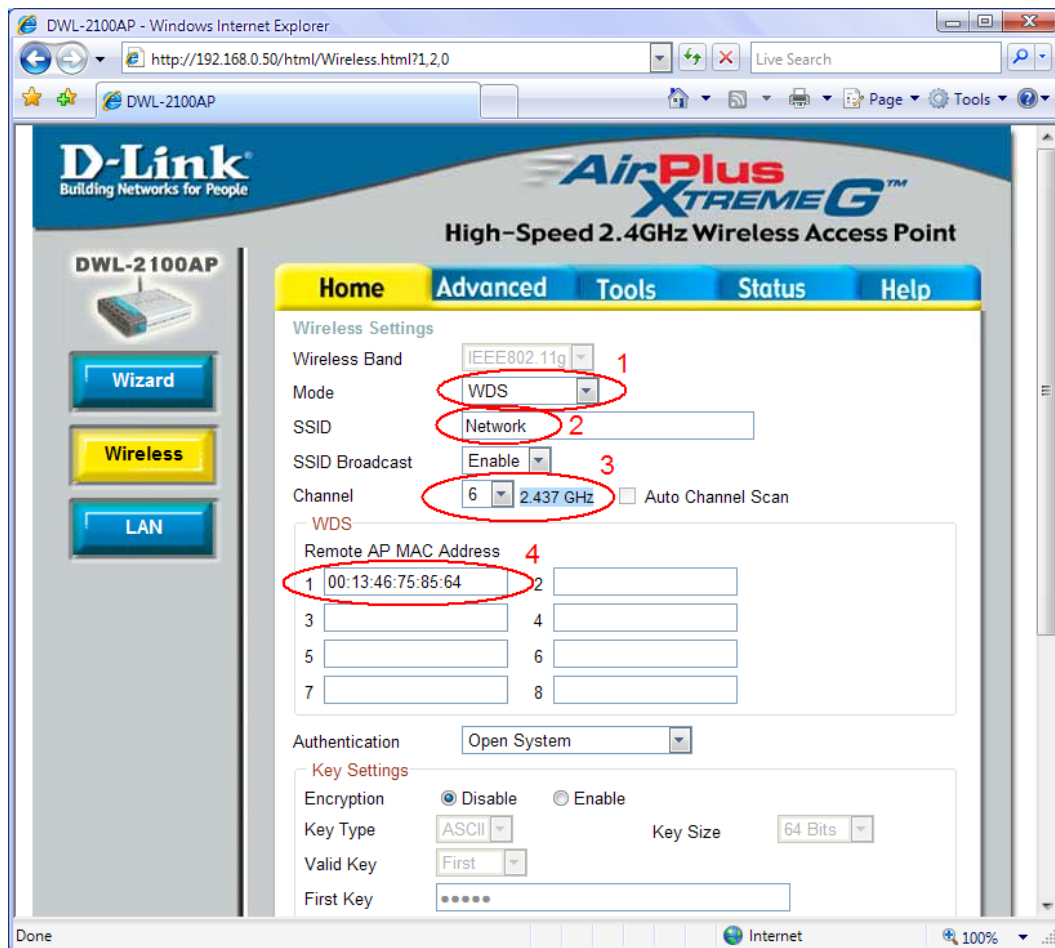 DWL-2100AP - Windows Internet Explorer
http://192.168.0.50/html/Wireless.html?1,2,0
Live Search
DWL-2100AP
Page
Tools
D-Link
Building Networks for People
AirPlus
XTREME G™
High-Speed 2.4GHz Wireless Access Point
DWL-2100AP
Home Advanced Tools Status Help
Wizard
Wireless
LAN
Wireless Settings
Wireless Band IEEE802.11g 1
Mode WDS
SSID Network 2
SSID Broadcast Enable 3
Channel 6 2.437 GHz Auto Channel Scan
WDS
Remote AP MAC Address 4
1 00:13:46:75:85:64 2
3 4
5 6
7 8
Authentication Open System
Key Settings
Encryption Disable Enable
Key Type ASCII Key Size 64 Bits
Valid Key First
First Key •••••
Done Internet 100%